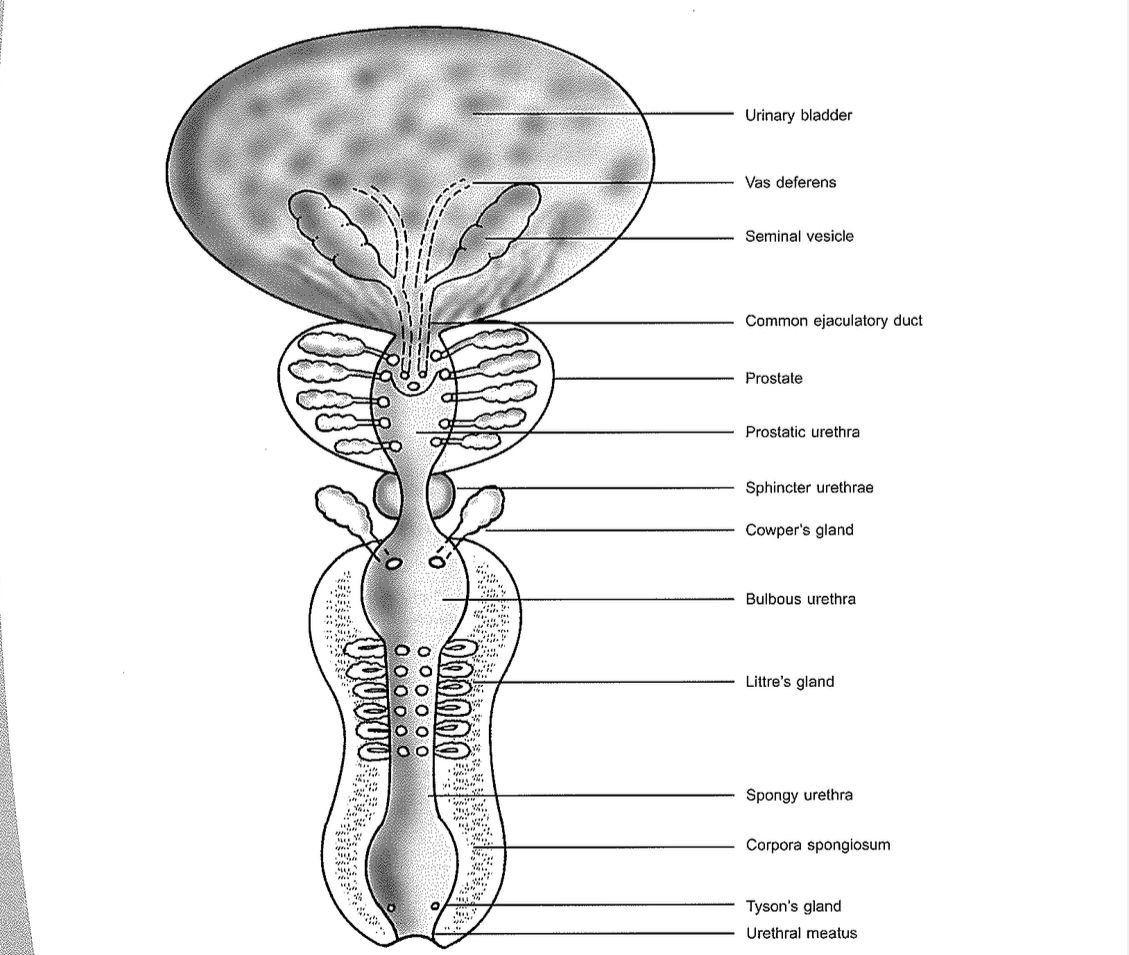 Urinary bladder
Vas deferens
Seminal vesicle
Common ejaculatory duct
Prostate
Prostatic urethra
Sphincter urethrae
Cowper's gland
Bulbous urethra
Littre's gland
Spongy urethra
Corpora spongiosum
Tyson's gland
Urethral meatus